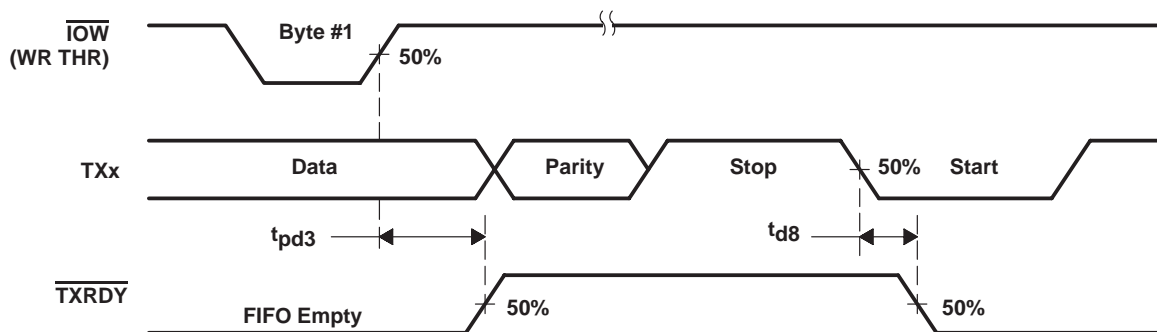 IOW
(WR THR)
Byte #1
50%
TXx
Data
Parity
Stop
50%
Start
tpd3
td8
TXRDY
FIFO Empty
50%
50%